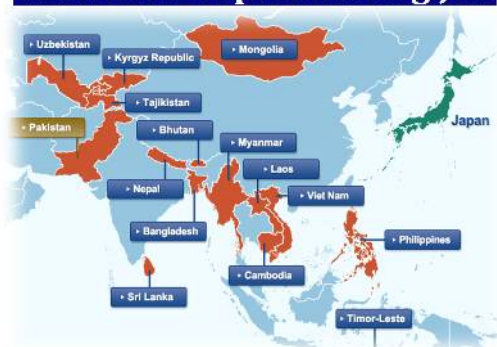 Uzbekistan
Mongolia
Kyrgyz Republic
Tajikistan
Japan
Pakistan
Bhutan
Myanmar
Laos
Nepal
Viet Nam
Bangladesh
Philippines
Cambodia
Sri Lanka
Timor-Leste